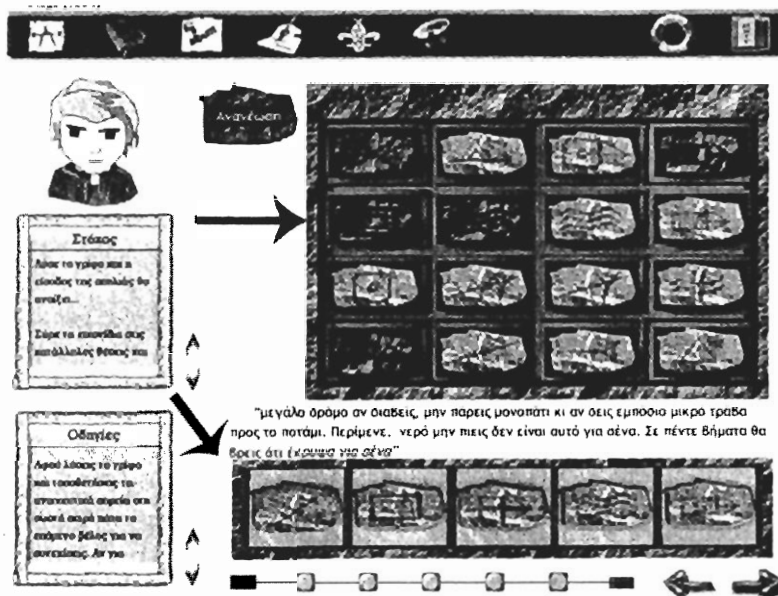 Ανανέωση
Στόχος
Λύσε το γρίφο και η
είσοδος της σπηλιάς θα
ανοίξει...
Σύρε τα εικονίδια στις
κατάλληλες θέσεις και
"μεγάλο δρόμο αν διαβείς, μην πάρεις μονοπάτι κι αν δεις εμπόδιο μικρό τράβα
προς το ποτάμι. Περίμενε, νερό μην πιεις δεν είναι αυτό για σένα. Σε πέντε βήματα θα
βρεις ότι έκρυψα για σένα"
Οδηγίες
Αφού λύσεις το γρίφο
και τοποθετήσεις τα
σημεία στη
σωστή σειρά πάτα το
επόμενο βέλος για να
συνεχίσεις. Αν για